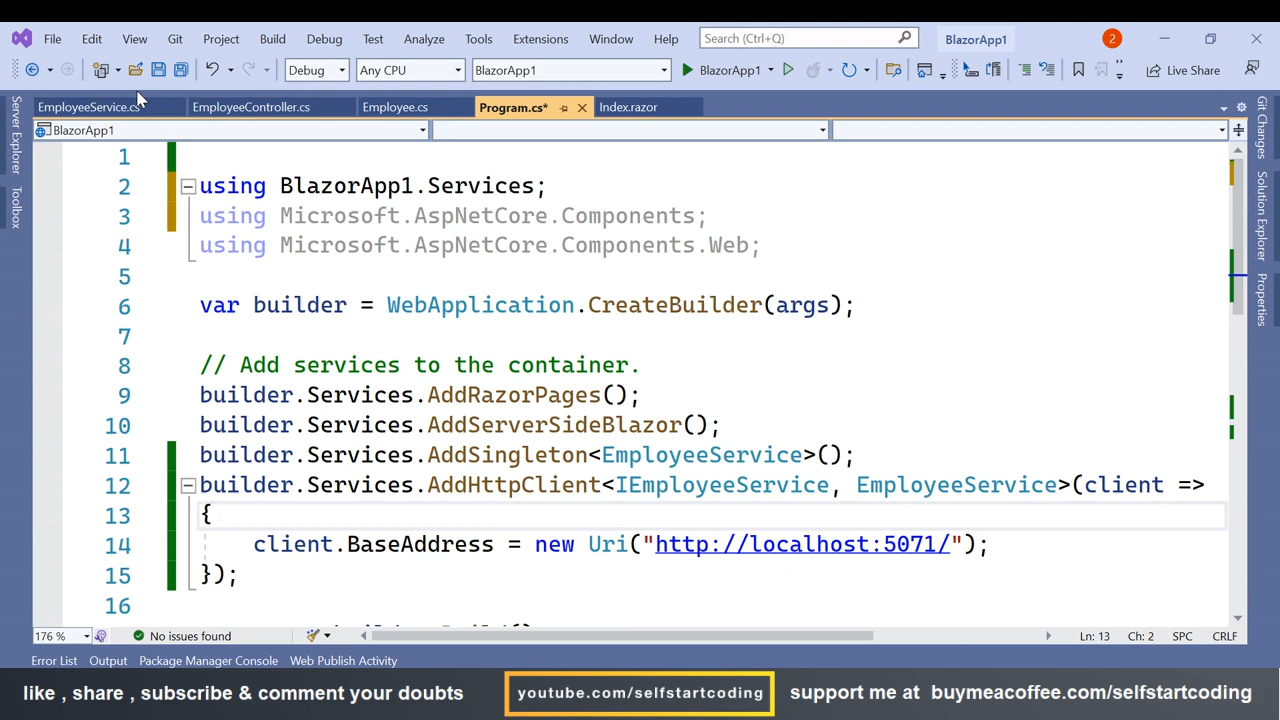 File Edit View Git Project Build Debug Test Analyze Tools Extensions Window Help Search (Ctrl+Q) BlazorApp1 2
Debug Any CPU BlazorApp1 BlazorApp1 Live Share
EmployeeService.cs EmployeeController.cs Employee.cs Program.cs* Index.razor
BlazorApp1
Server Explorer
Toolbox
Git Changes
Solution Explorer
Properties
1
2 using BlazorApp1.Services;
3 using Microsoft.AspNetCore.Components;
4 using Microsoft.AspNetCore.Components.Web;
5
6 var builder = WebApplication.CreateBuilder(args);
7
8 // Add services to the container.
9 builder.Services.AddRazorPages();
10 builder.Services.AddServerSideBlazor();
11 builder.Services.AddSingleton<EmployeeService>();
12 builder.Services.AddHttpClient<IEmployeeService, EmployeeService>(client =>
13 {
14 client.BaseAddress = new Uri("http://localhost:5071/");
15 });
16
176 % No issues found Ln: 13 Ch: 2 SPC CRLF
Error List Output Package Manager Console Web Publish Activity
like , share , subscribe & comment your doubts youtube.com/selfstartcoding support me at buymeacoffee.com/selfstartcoding